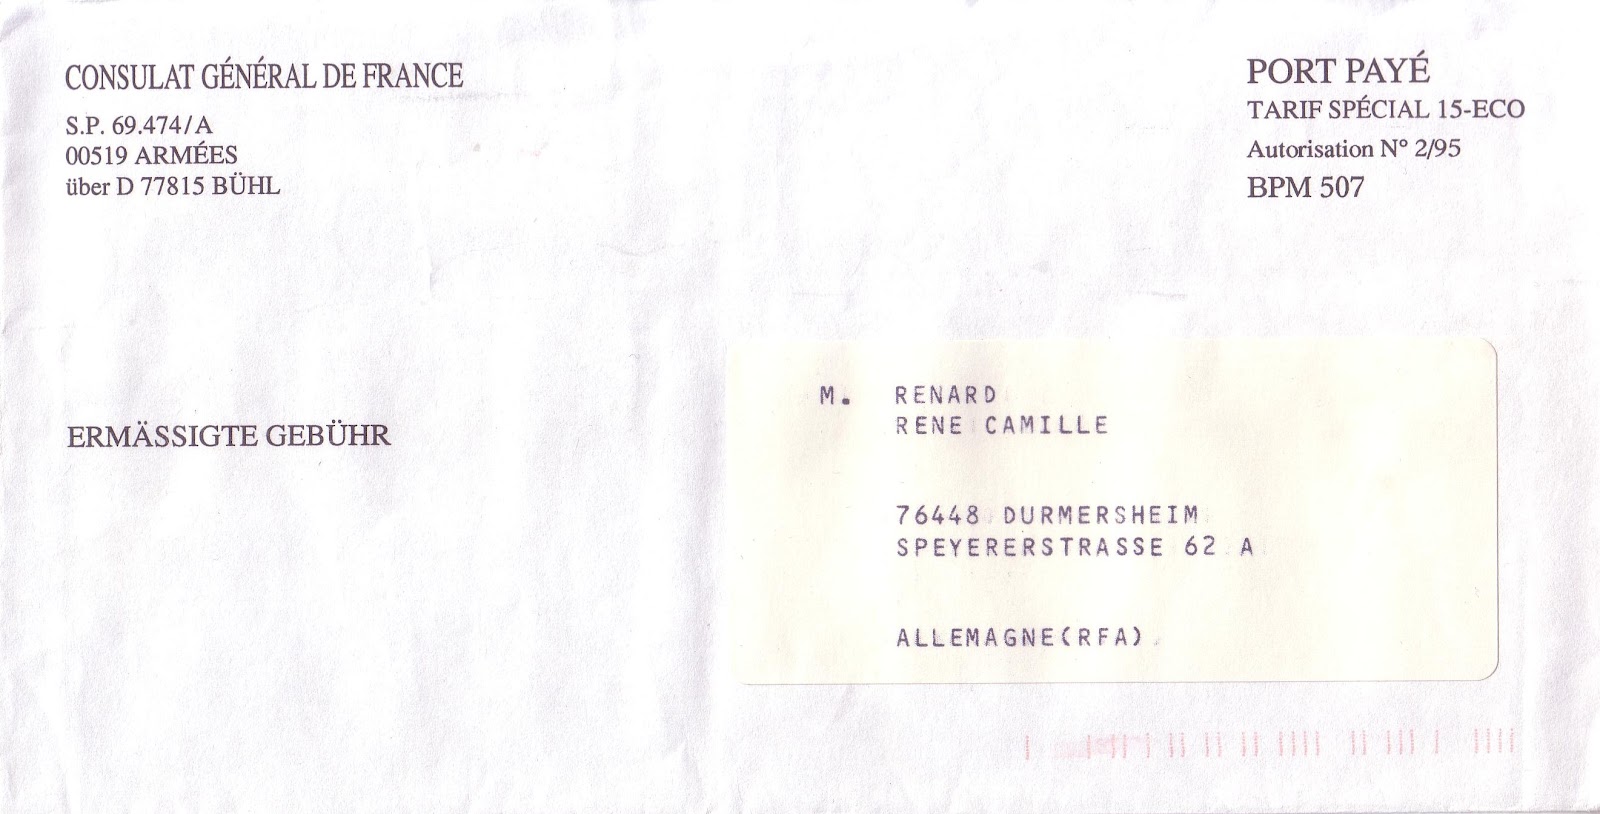 CONSULAT GÉNÉRAL DE FRANCE
S.P. 69.474/A
00519 ARMÉES
über D 77815 BÜHL
PORT PAYÉ
TARIF SPÉCIAL 15-ECO
Autorisation N° 2/95
BPM 507
ERMÄSSIGTE GEBÜHR
M. RENARD
RENE CAMILLE
76448 DURMERSHEIM
SPEYERERSTRASSE 62 A
ALLEMAGNE(RFA)